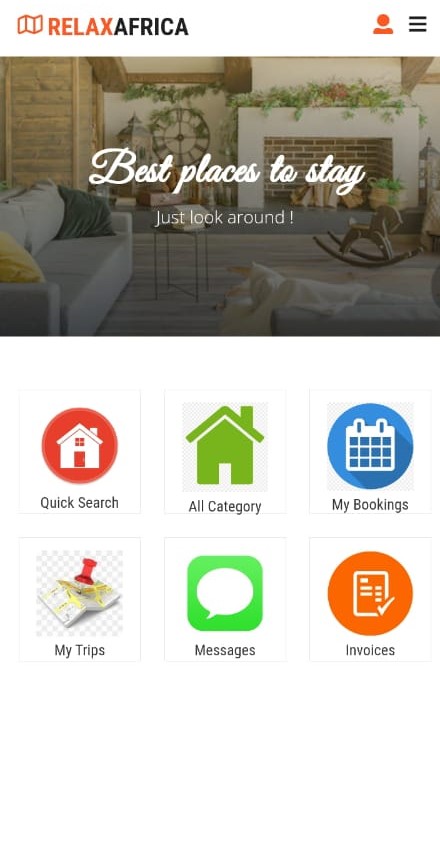 RELAXAFRICA
Best places to stay
Just look around !
Quick Search
All Category
My Bookings
My Trips
Messages
Invoices